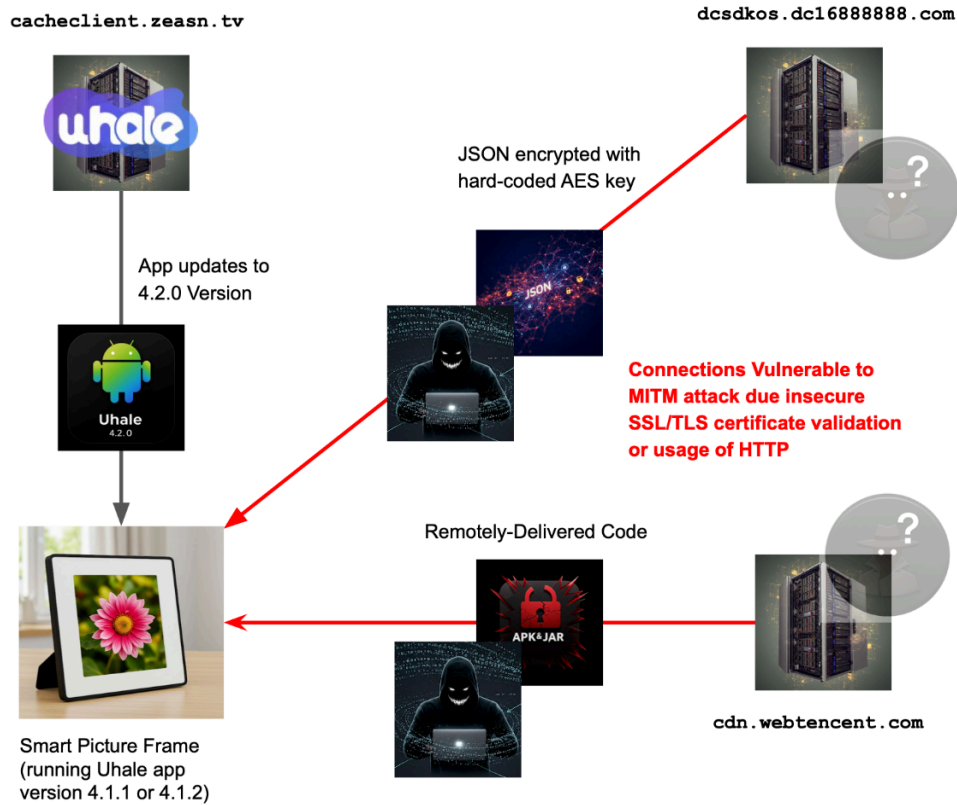 cacheclient.zeasn.tv
dcsdkos.dc16888888.com
uhale
?
JSON encrypted with
hard-coded AES key
App updates to
4.2.0 Version
JSON
Uhale
4.2.0
Connections Vulnerable to
MITM attack due insecure
SSL/TLS certificate validation
or usage of HTTP
Remotely-Delivered Code
?
APK&JAR
cdn.webtencent.com
Smart Picture Frame
(running Uhale app
version 4.1.1 or 4.1.2)